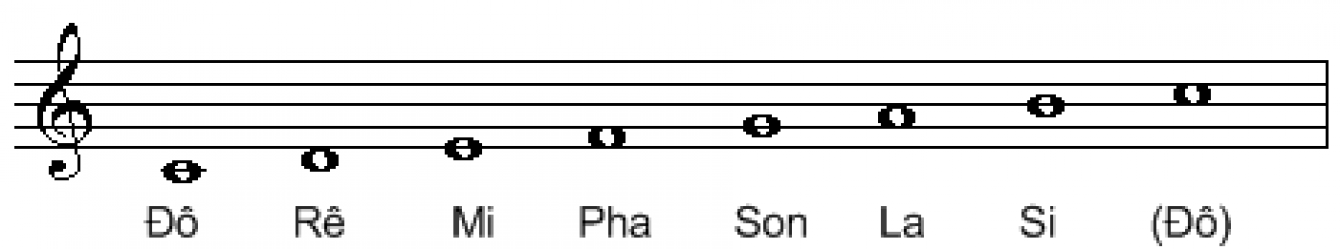 Đô Rê Mi Pha Son La Si (Đô)